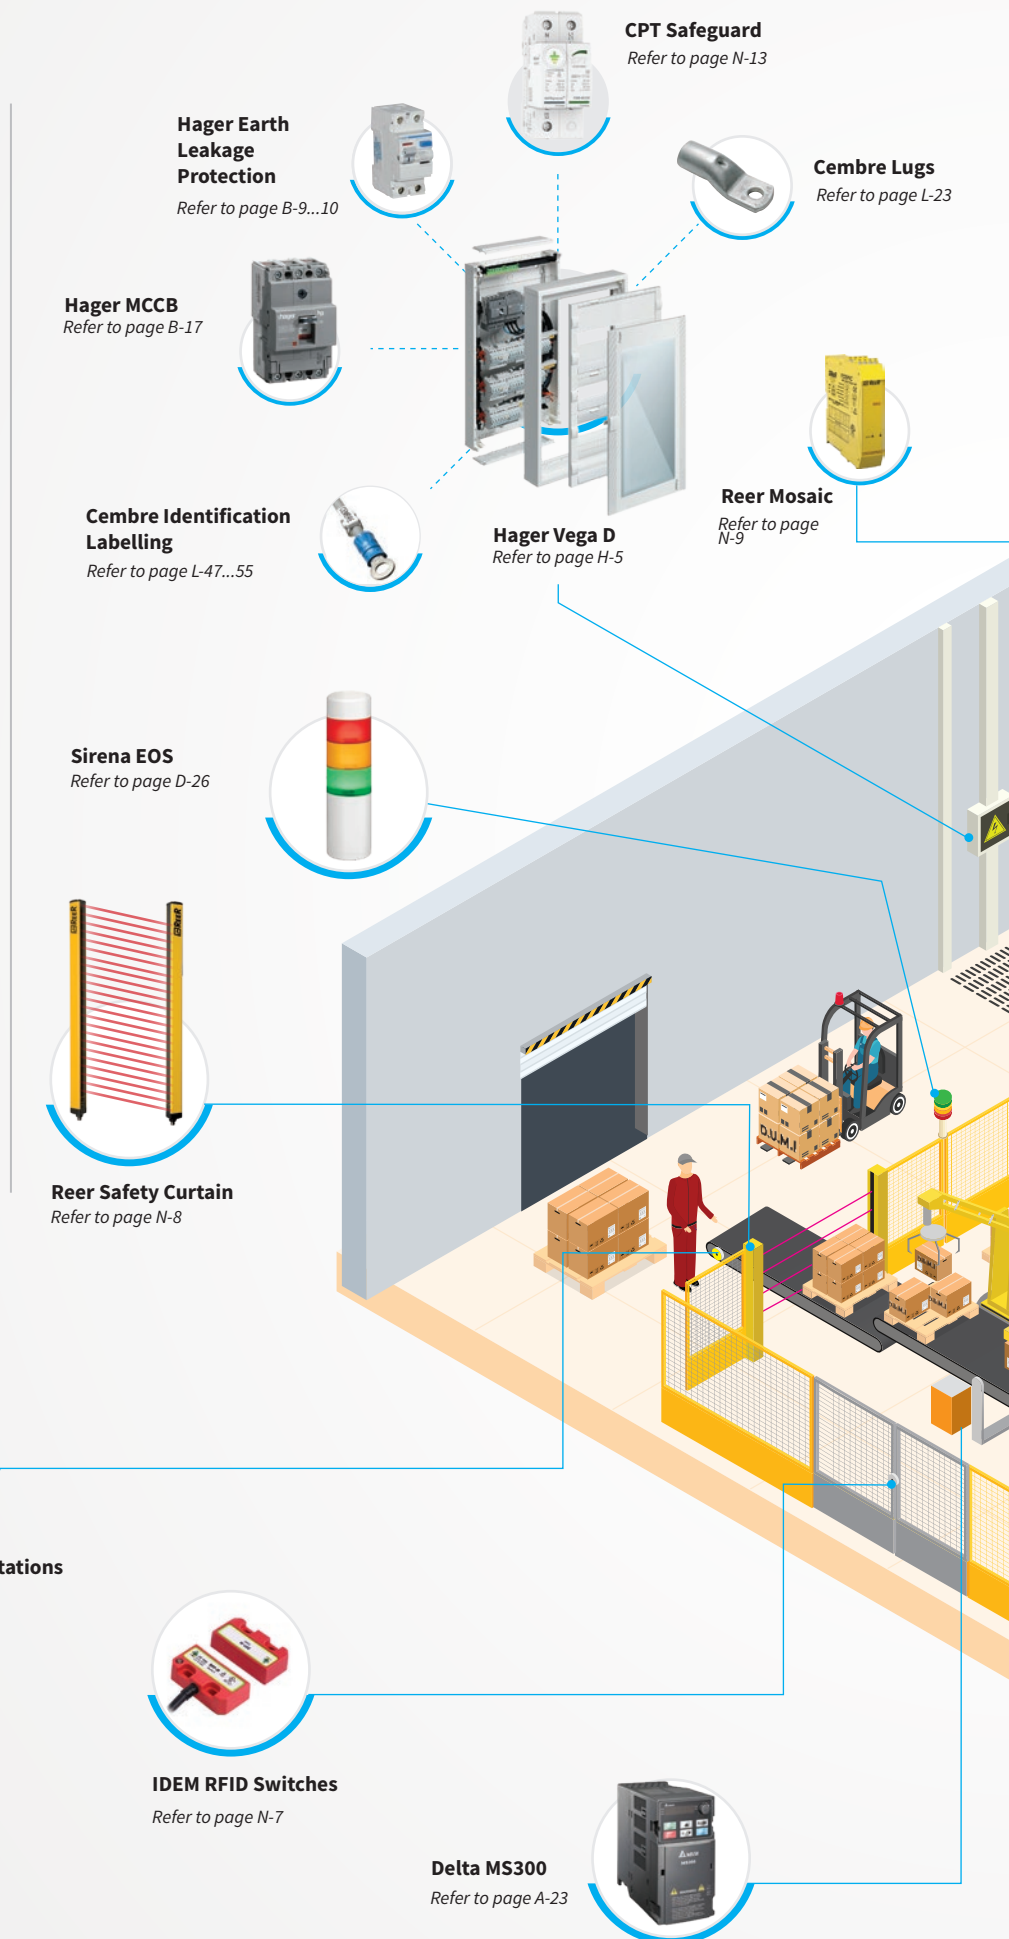 CPT Safeguard
Refer to page N-13
Hager Earth
Leakage
Protection
Refer to page B-9...10
Cembre Lugs
Refer to page L-23
Hager MCCB
Refer to page B-17
Reer Mosaic
Refer to page
N-9
Cembre Identification
Labelling
Refer to page L-47...55
Hager Vega D
Refer to page H-5
Sirena EOS
Refer to page D-26
REER
REER
D.U.M.I
Reer Safety Curtain
Refer to page N-8
D.U.M.I
D.U.M.I
D.U.M.I
tations
IDEM RFID Switches
Refer to page N-7
Delta MS300
Refer to page A-23